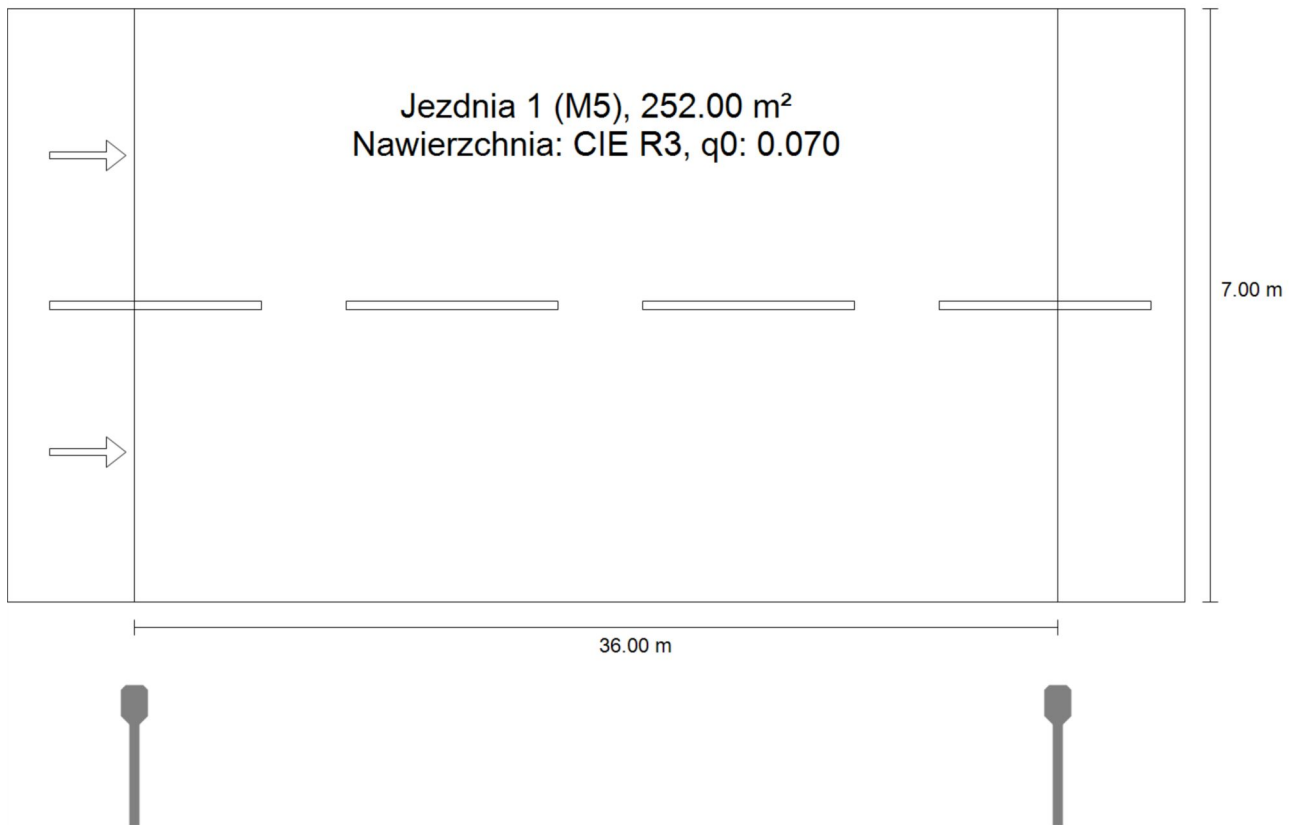 Jezdnia 1 (M5), 252.00 m²
Nawierzchnia: CIE R3, q0: 0.070
7.00 m
36.00 m